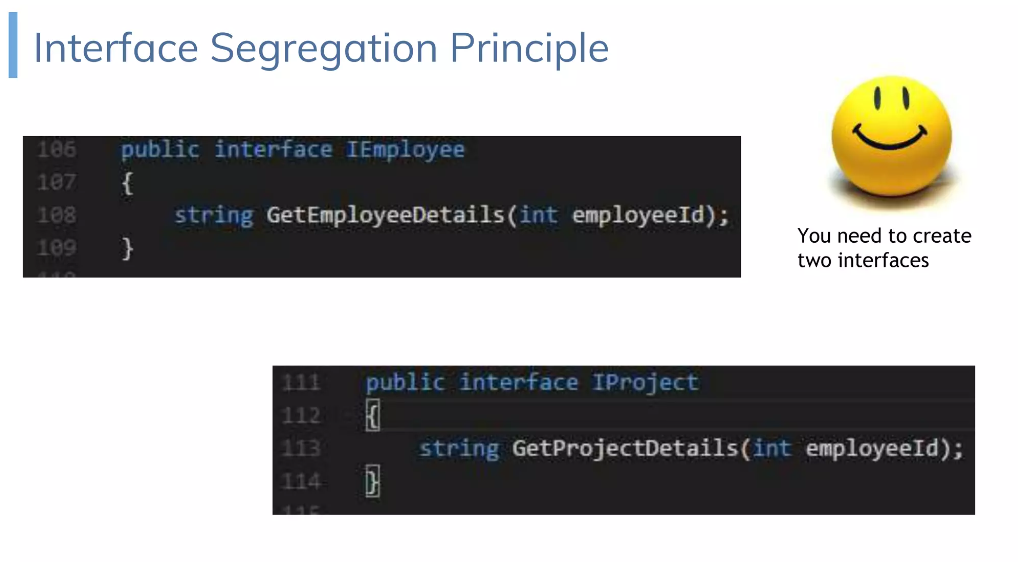 Interface Segregation Principle
106 public interface IEmployee
107 {
108 string GetEmployeeDetails(int employeeId);
109 }
You need to create
two interfaces
111 public interface IProject
112 {
113 string GetProjectDetails(int employeeId);
114 }